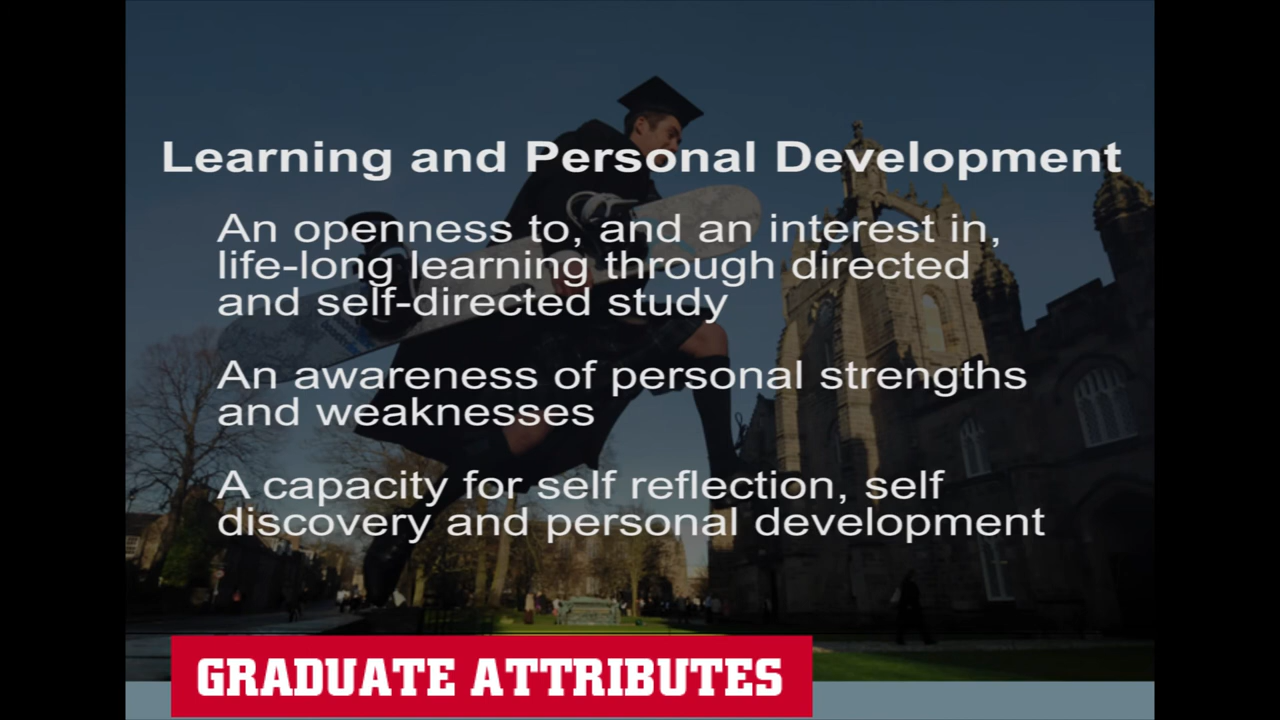 Learning and Personal Development
An openness to, and an interest in,
life-long learning through directed
and self-directed study
An awareness of personal strengths
and weaknesses
A capacity for self reflection, self
discovery and personal development
GRADUATE ATTRIBUTES